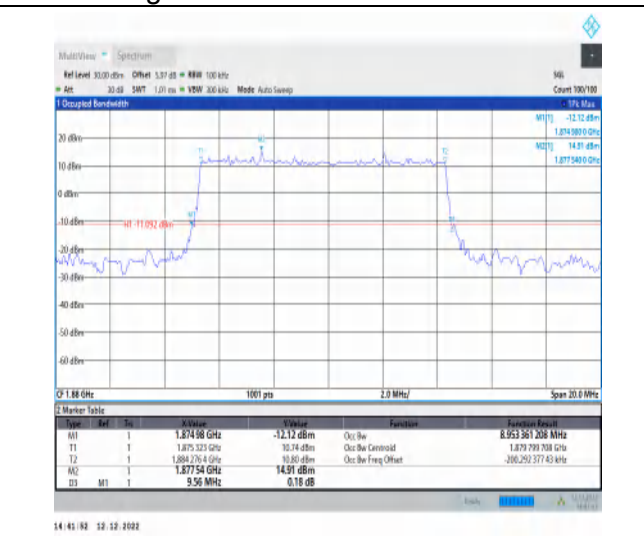 MultiView Spectrum
Ref Level 30.00 dBm Offset 5.57 dB RBW 100 kHz SGL
Att 30 dB SWT 1.01 ms VBW 300 kHz Mode Auto Sweep Count 100/100
1 Occupied Bandwidth 1Pk Max
M1[1] -12.12 dBm
1.874 980 0 GHz
M2[1] 14.91 dBm
1.877 540 0 GHz
20 dBm
M2
T1 T2
10 dBm
0 dBm
-10 dBm
M1
H1 -11.092 dBm
-20 dBm
-30 dBm
-40 dBm
-50 dBm
-60 dBm
CF 1.88 GHz 1001 pts 2.0 MHz/ Span 20.0 MHz
2 Marker Table
Type Ref Trc X-Value Y-Value Function Function Result
M1 1 1.874 98 GHz -12.12 dBm Occ Bw 8.953 361 208 MHz
T1 1 1.875 323 GHz 10.74 dBm Occ Bw Centroid 1.879 799 708 GHz
T2 1 1.884 276 4 GHz 10.80 dBm Occ Bw Freq Offset -200.292 377 43 kHz
M2 1 1.877 54 GHz 14.91 dBm
D3 M1 1 9.56 MHz 0.18 dB
Ready
14:41:52 12.12.2022